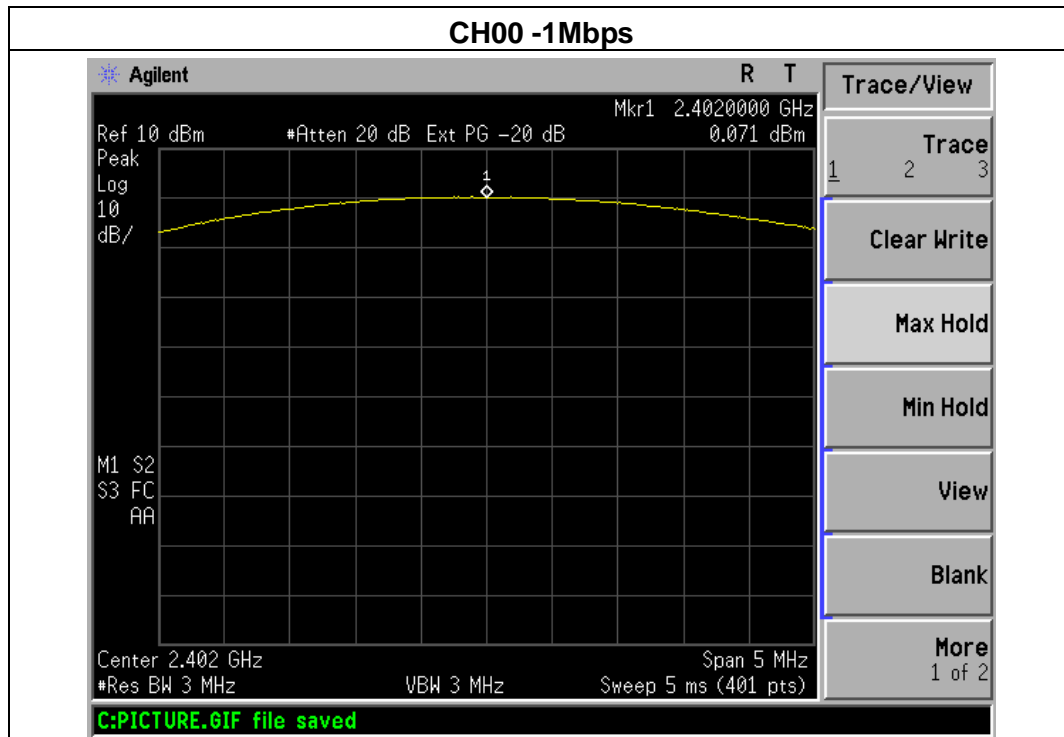 CH00 -1Mbps
Agilent
R T
Mkr1 2.4020000 GHz
Ref 10 dBm #Atten 20 dB Ext PG -20 dB 0.071 dBm
Peak
Log
10
dB/
1
M1 S2
S3 FC
AA
Center 2.402 GHz Span 5 MHz
#Res BW 3 MHz VBW 3 MHz Sweep 5 ms (401 pts)
C:PICTURE.GIF file saved
Trace/View
Trace
1 2 3
Clear Write
Max Hold
Min Hold
View
Blank
More
1 of 2